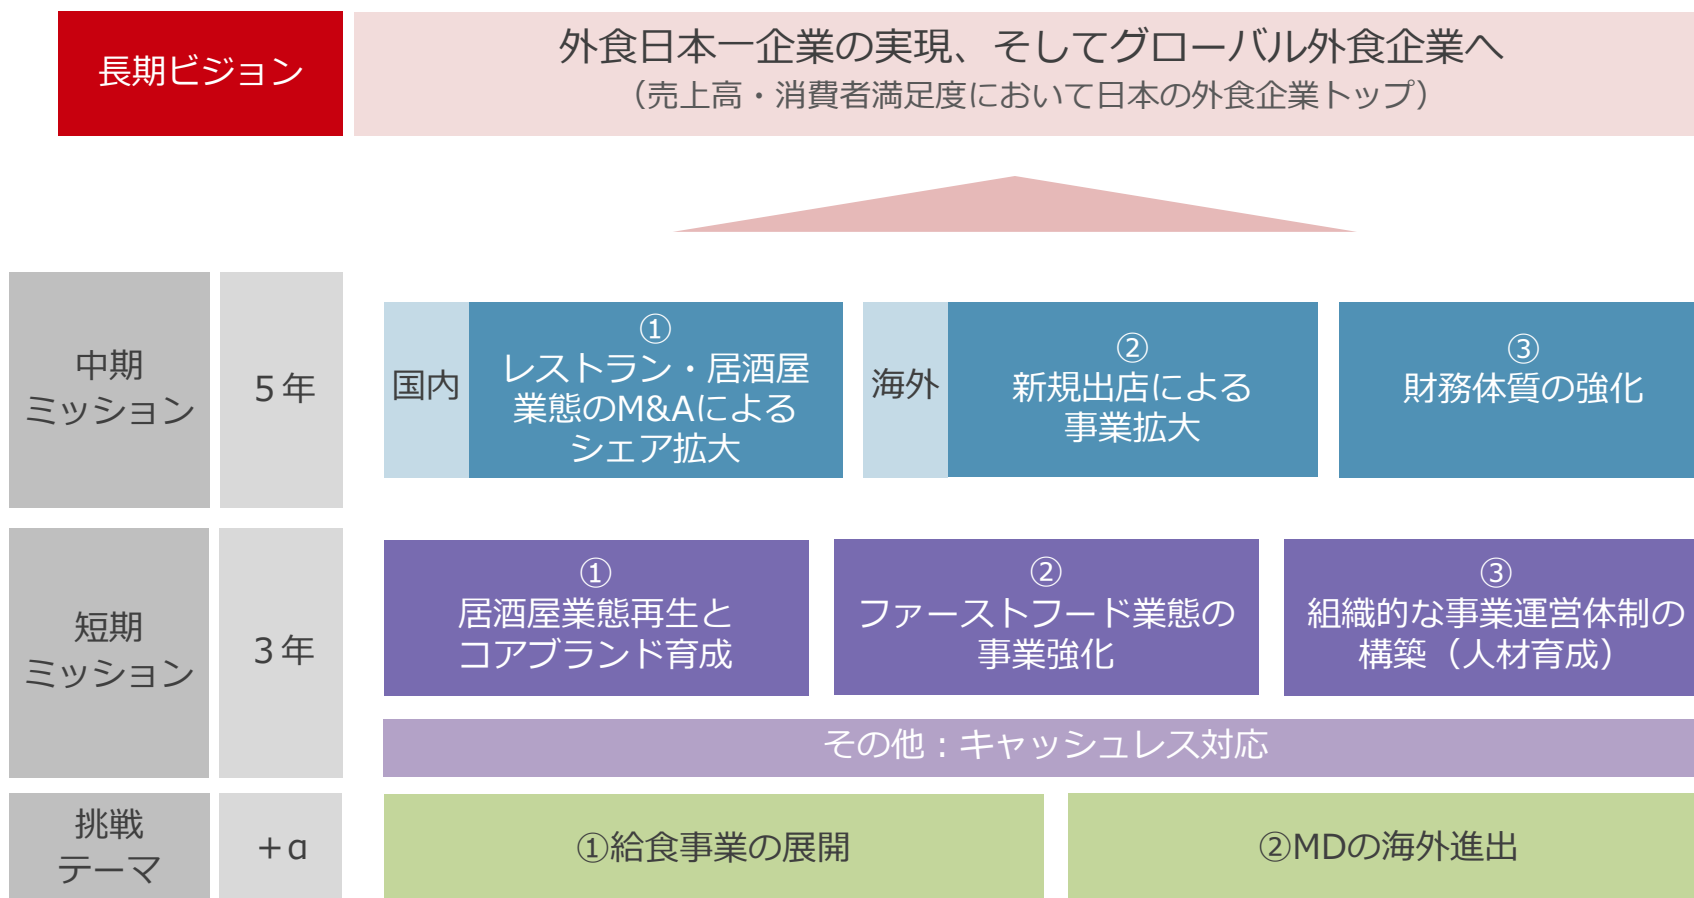 長期ビジョン
外食日本一企業の実現、そしてグローバル外食企業へ
（売上高・消費者満足度において日本の外食企業トップ）
中期
ミッション
5年
国内
①
レストラン・居酒屋
業態のM&Aによる
シェア拡大
海外
②
新規出店による
事業拡大
③
財務体質の強化
短期
ミッション
3年
①
居酒屋業態再生と
コアブランド育成
②
ファーストフード業態の
事業強化
③
組織的な事業運営体制の
構築（人材育成）
その他：キャッシュレス対応
挑戦
テーマ
＋α
①給食事業の展開
②MDの海外進出